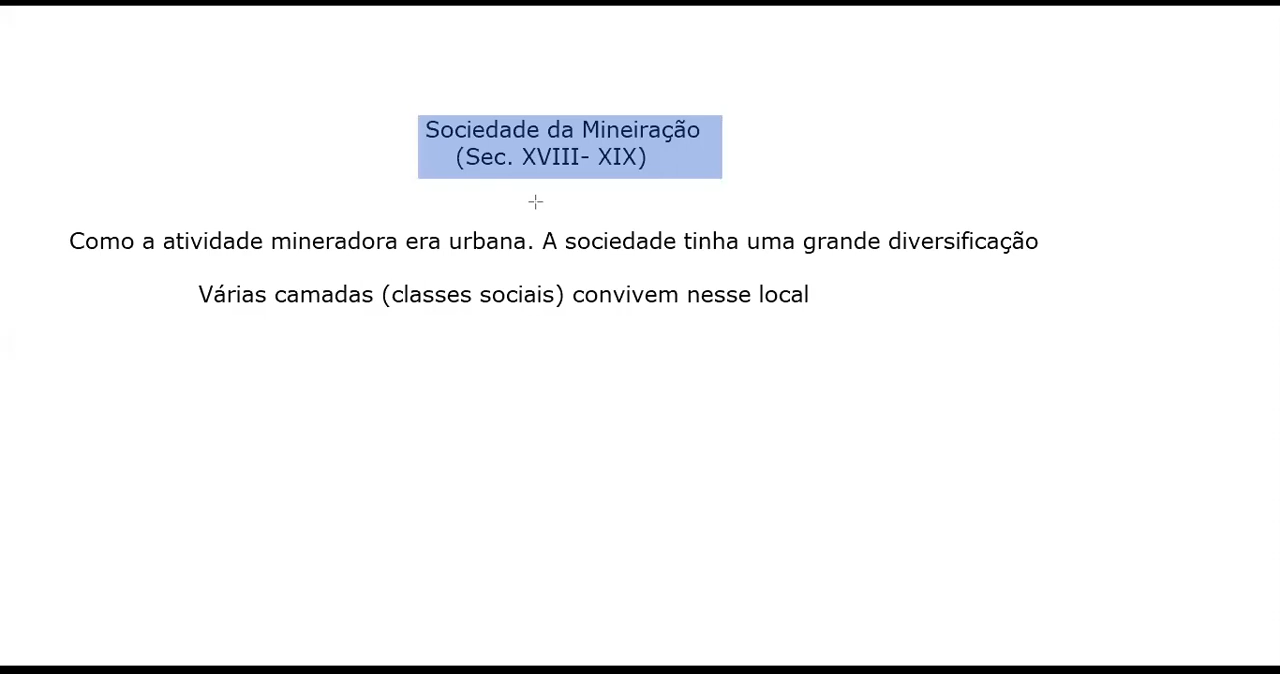 Sociedade da Mineiração
(Sec. XVIII- XIX)
Como a atividade mineradora era urbana. A sociedade tinha uma grande diversificação
Várias camadas (classes sociais) convivem nesse local